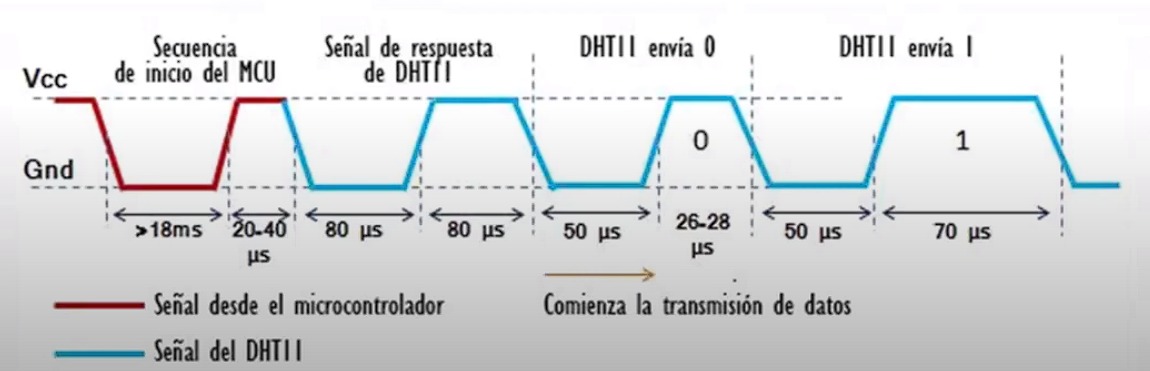 Secuencia
de inicio del MCU
Señal de respuesta
de DHT11
DHT11 envía 0
DHT11 envía 1
Vcc
Gnd
0
1
>18ms
20-40
µs
80 µs
80 µs
50 µs
26-28
µs
50 µs
70 µs
Comienza la transmisión de datos
Señal desde el microcontrolador
Señal del DHT11